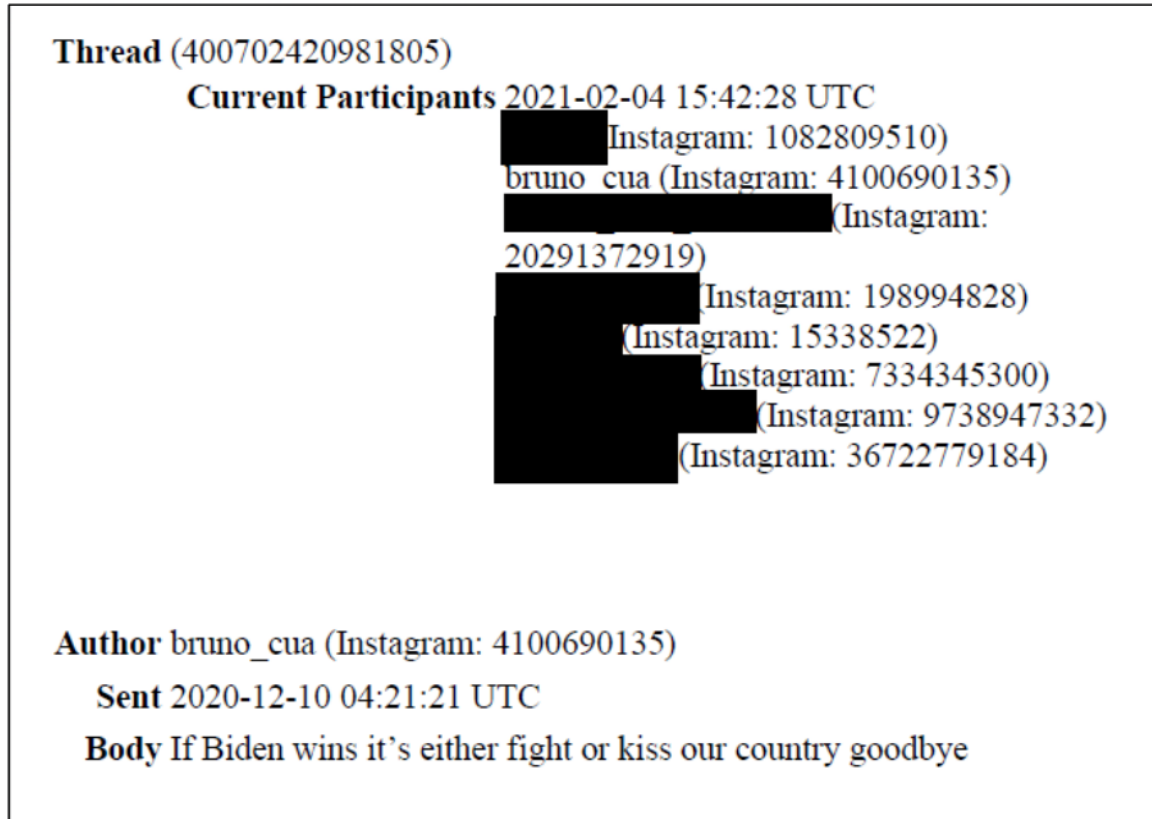 Thread (400702420981805)
Current Participants 2021-02-04 15:42:28 UTC
Instagram: 1082809510)
bruno_cua (Instagram: 4100690135)
(Instagram:
20291372919)
(Instagram: 198994828)
(Instagram: 15338522)
(Instagram: 7334345300)
(Instagram: 9738947332)
(Instagram: 36722779184)
Author bruno_cua (Instagram: 4100690135)
Sent 2020-12-10 04:21:21 UTC
Body If Biden wins it’s either fight or kiss our country goodbye